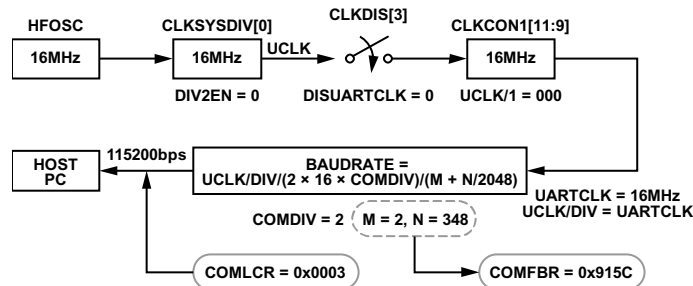 HFOSC
CLKSYSDIV[0]
CLKDIS[3]
CLKCON1[11:9]
16MHz
16MHz
UCLK
16MHz
DIV2EN = 0
DISUARTCLK = 0
UCLK/1 = 000
HOST
PC
115200bps
BAUDRATE =
UCLK/DIV/(2 × 16 × COMDIV)/(M + N/2048)
UARTCLK = 16MHz
UCLK/DIV = UARTCLK
COMDIV = 2
M = 2, N = 348
COMLCR = 0x0003
COMFBR = 0x915C